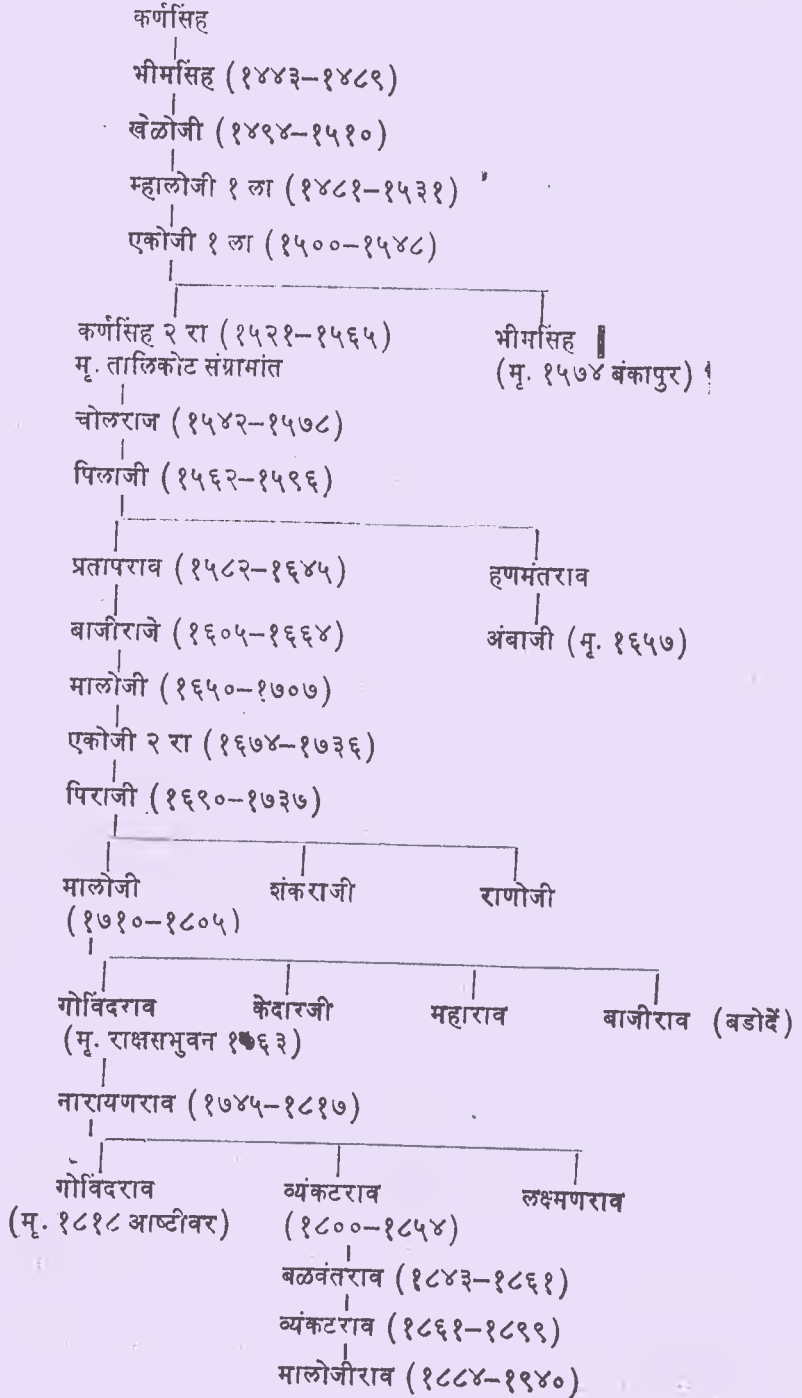 कर्णसिंह
भीमसिंह (१४४३–१४८९)
खेळोजी (१४९४–१५१०)
म्हालोजी १ ला (१४८१–१५३१)
एकोजी १ ला (१५००–१५४८)
कर्णसिंह २ रा (१५२१–१५६५) भीमसिंह
मृ. तालिकोट संग्रामांत (मृ. १५७४ बंकापुर)
चोलराज (१५४२–१५७८)
पिलाजी (१५६२–१५९६)
प्रतापराव (१५८२–१६४५) हणमंतराव
बाजीराजे (१६०५–१६६४) अंबाजी (मृ. १६५७)
मालोजी (१६५०–१७०७)
एकोजी २ रा (१६७४–१७३६)
पिराजी (१६९०–१७३७)
मालोजी शंकराजी राणोजी
(१७१०–१८०५)
गोविंदराव केदारजी महाराव बाजीराव (बडोदें)
(मृ. राक्षसभुवन १७६३)
नारायणराव (१७४५–१८१७)
गोविंदराव व्यंकटराव लक्ष्मणराव
(मृ. १८१८ आष्टीवर) (१८००–१८५४)
बळवंतराव (१८४३–१८६१)
व्यंकटराव (१८६१–१८९९)
मालोजीराव (१८८४–१९४०)